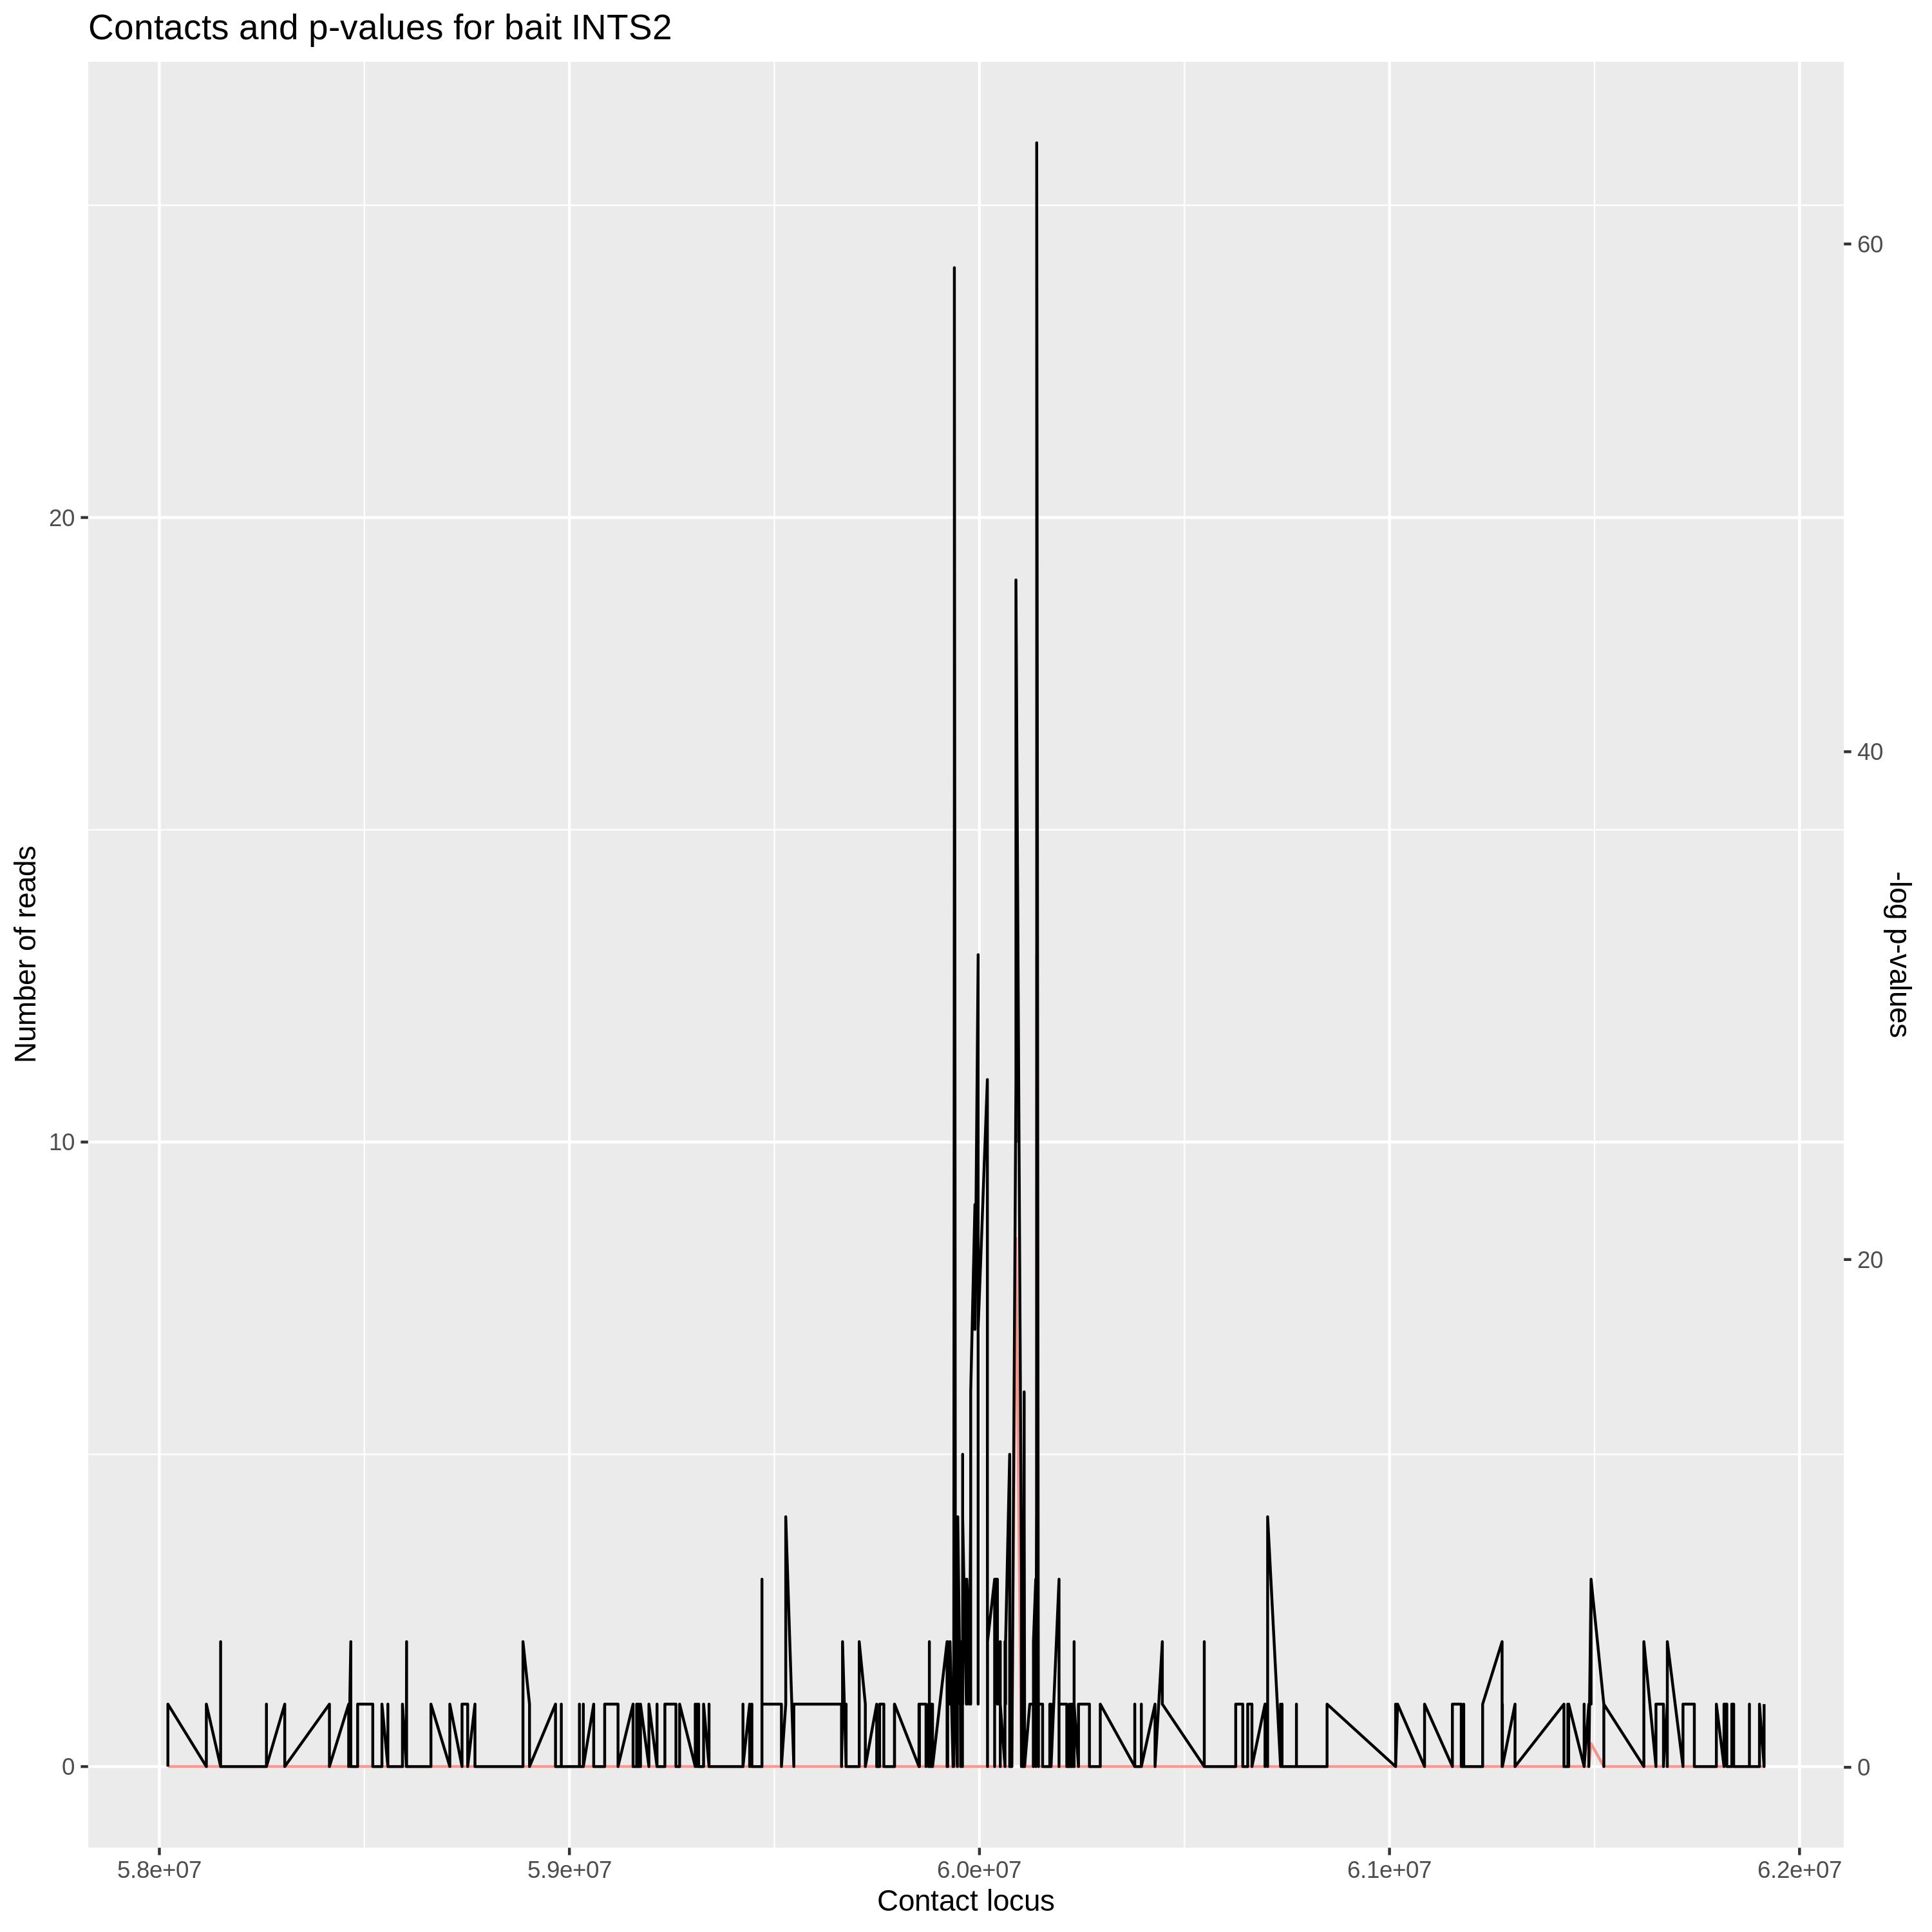 Contacts and p-values for bait INTS2
Number of reads
20
10
0
60
40
20
0
-log p-values
5.8e+07 5.9e+07 6.0e+07 6.1e+07 6.2e+07
Contact locus